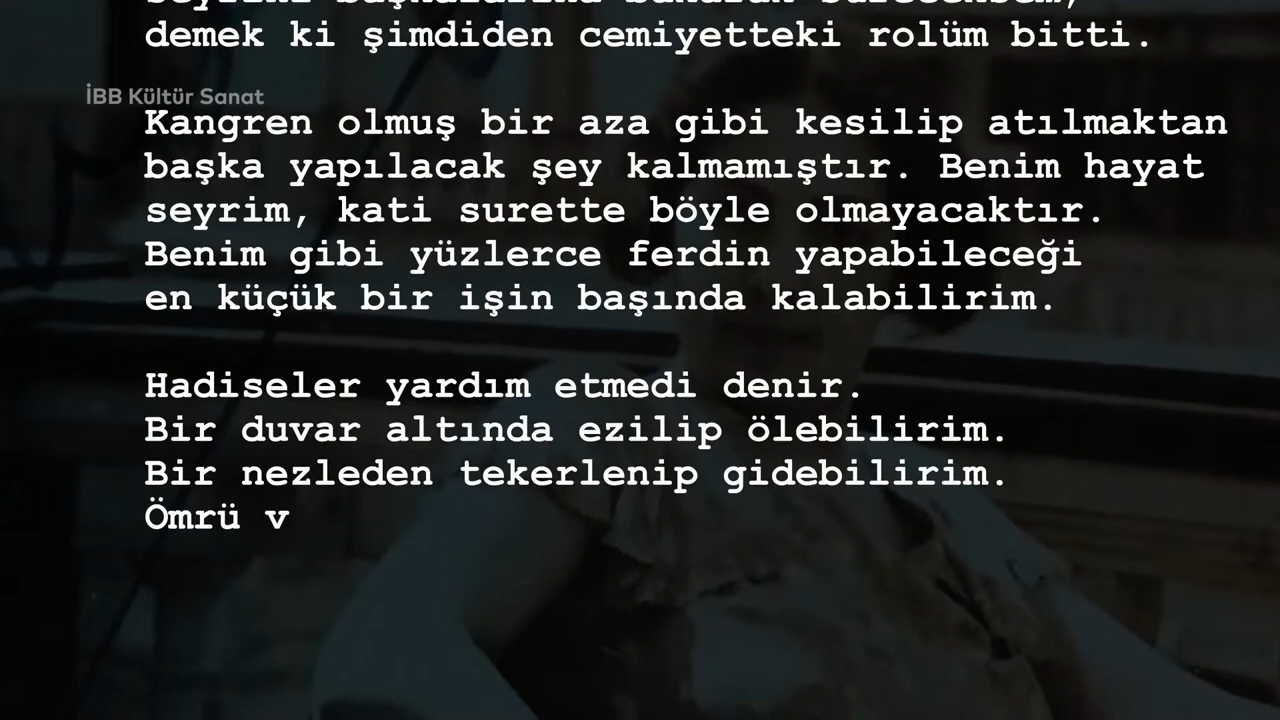 demek ki şimdiden cemiyetteki rolüm bitti.
İBB Kültür Sanat
Kangren olmuş bir aza gibi kesilip atılmaktan
başka yapılacak şey kalmamıştır. Benim hayat
seyrim, kati surette böyle olmayacaktır.
Benim gibi yüzlerce ferdin yapabileceği
en küçük bir işin başında kalabilirim.
Hadiseler yardım etmedi denir.
Bir duvar altında ezilip ölebilirim.
Bir nezleden tekerlenip gidebilirim.
Ömrü v